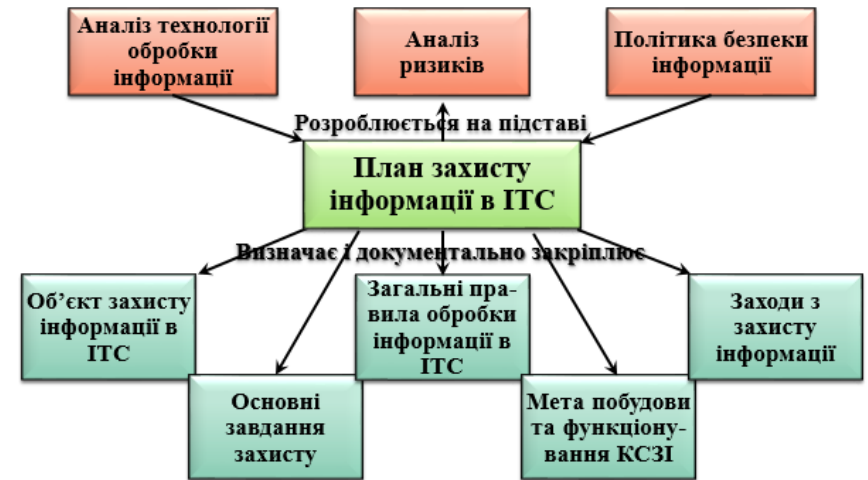 Аналіз технології
обробки
інформації
Аналіз
ризиків
Політика безпеки
інформації
Розроблюється на підставі
План захисту
інформації в ІТС
Визначає і документально закріплює
Об’єкт захисту
інформації в
ІТС
Загальні пра-
вила обробки
інформації в
ІТС
Заходи з
захисту
інформації
Основні
завдання
захисту
Мета побудови
та функціону-
вання КСЗІ